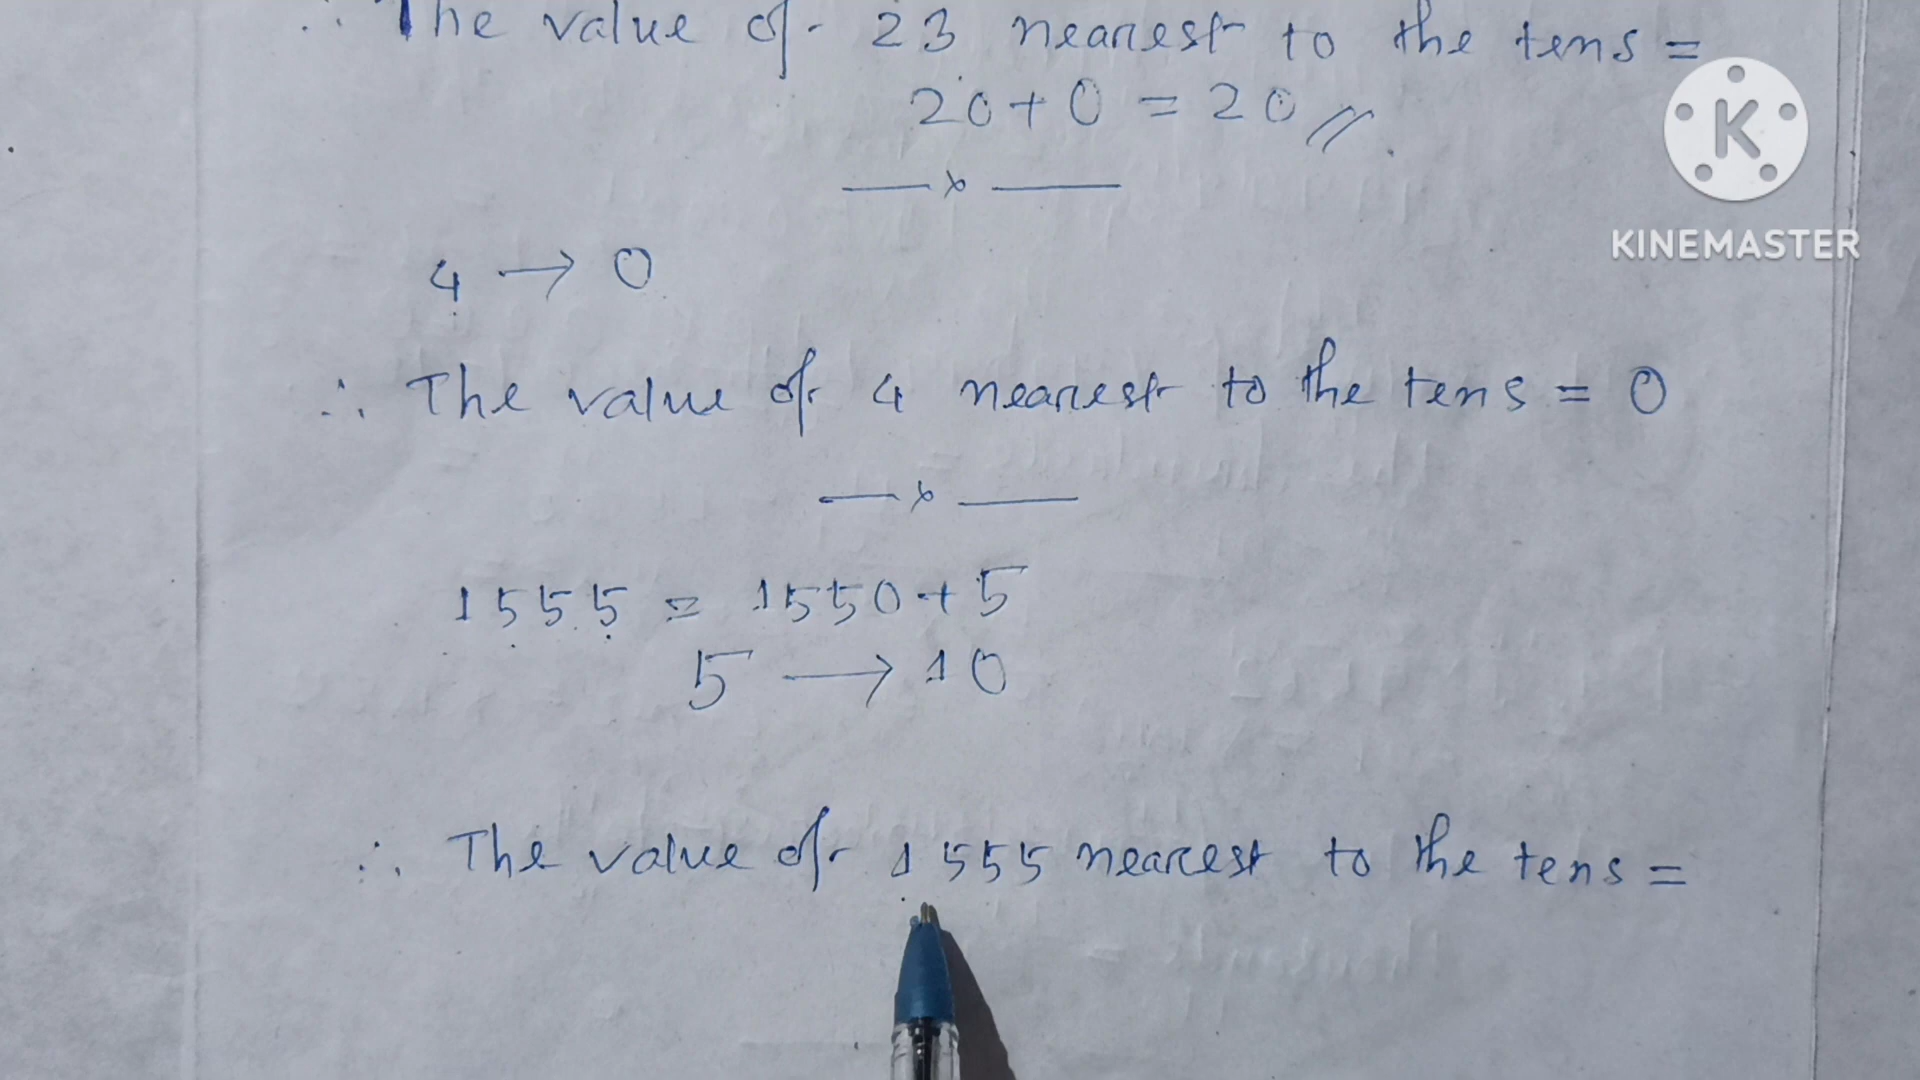 ∴ The value of 23 nearest to the tens =
20 + 0 = 20 //
— x —
4 → 0
∴ The value of 4 nearest to the tens = 0
— x —
1555 = 1550 + 5
5 → 10
∴ The value of 1555 nearest to the tens =
K
KINEMASTER